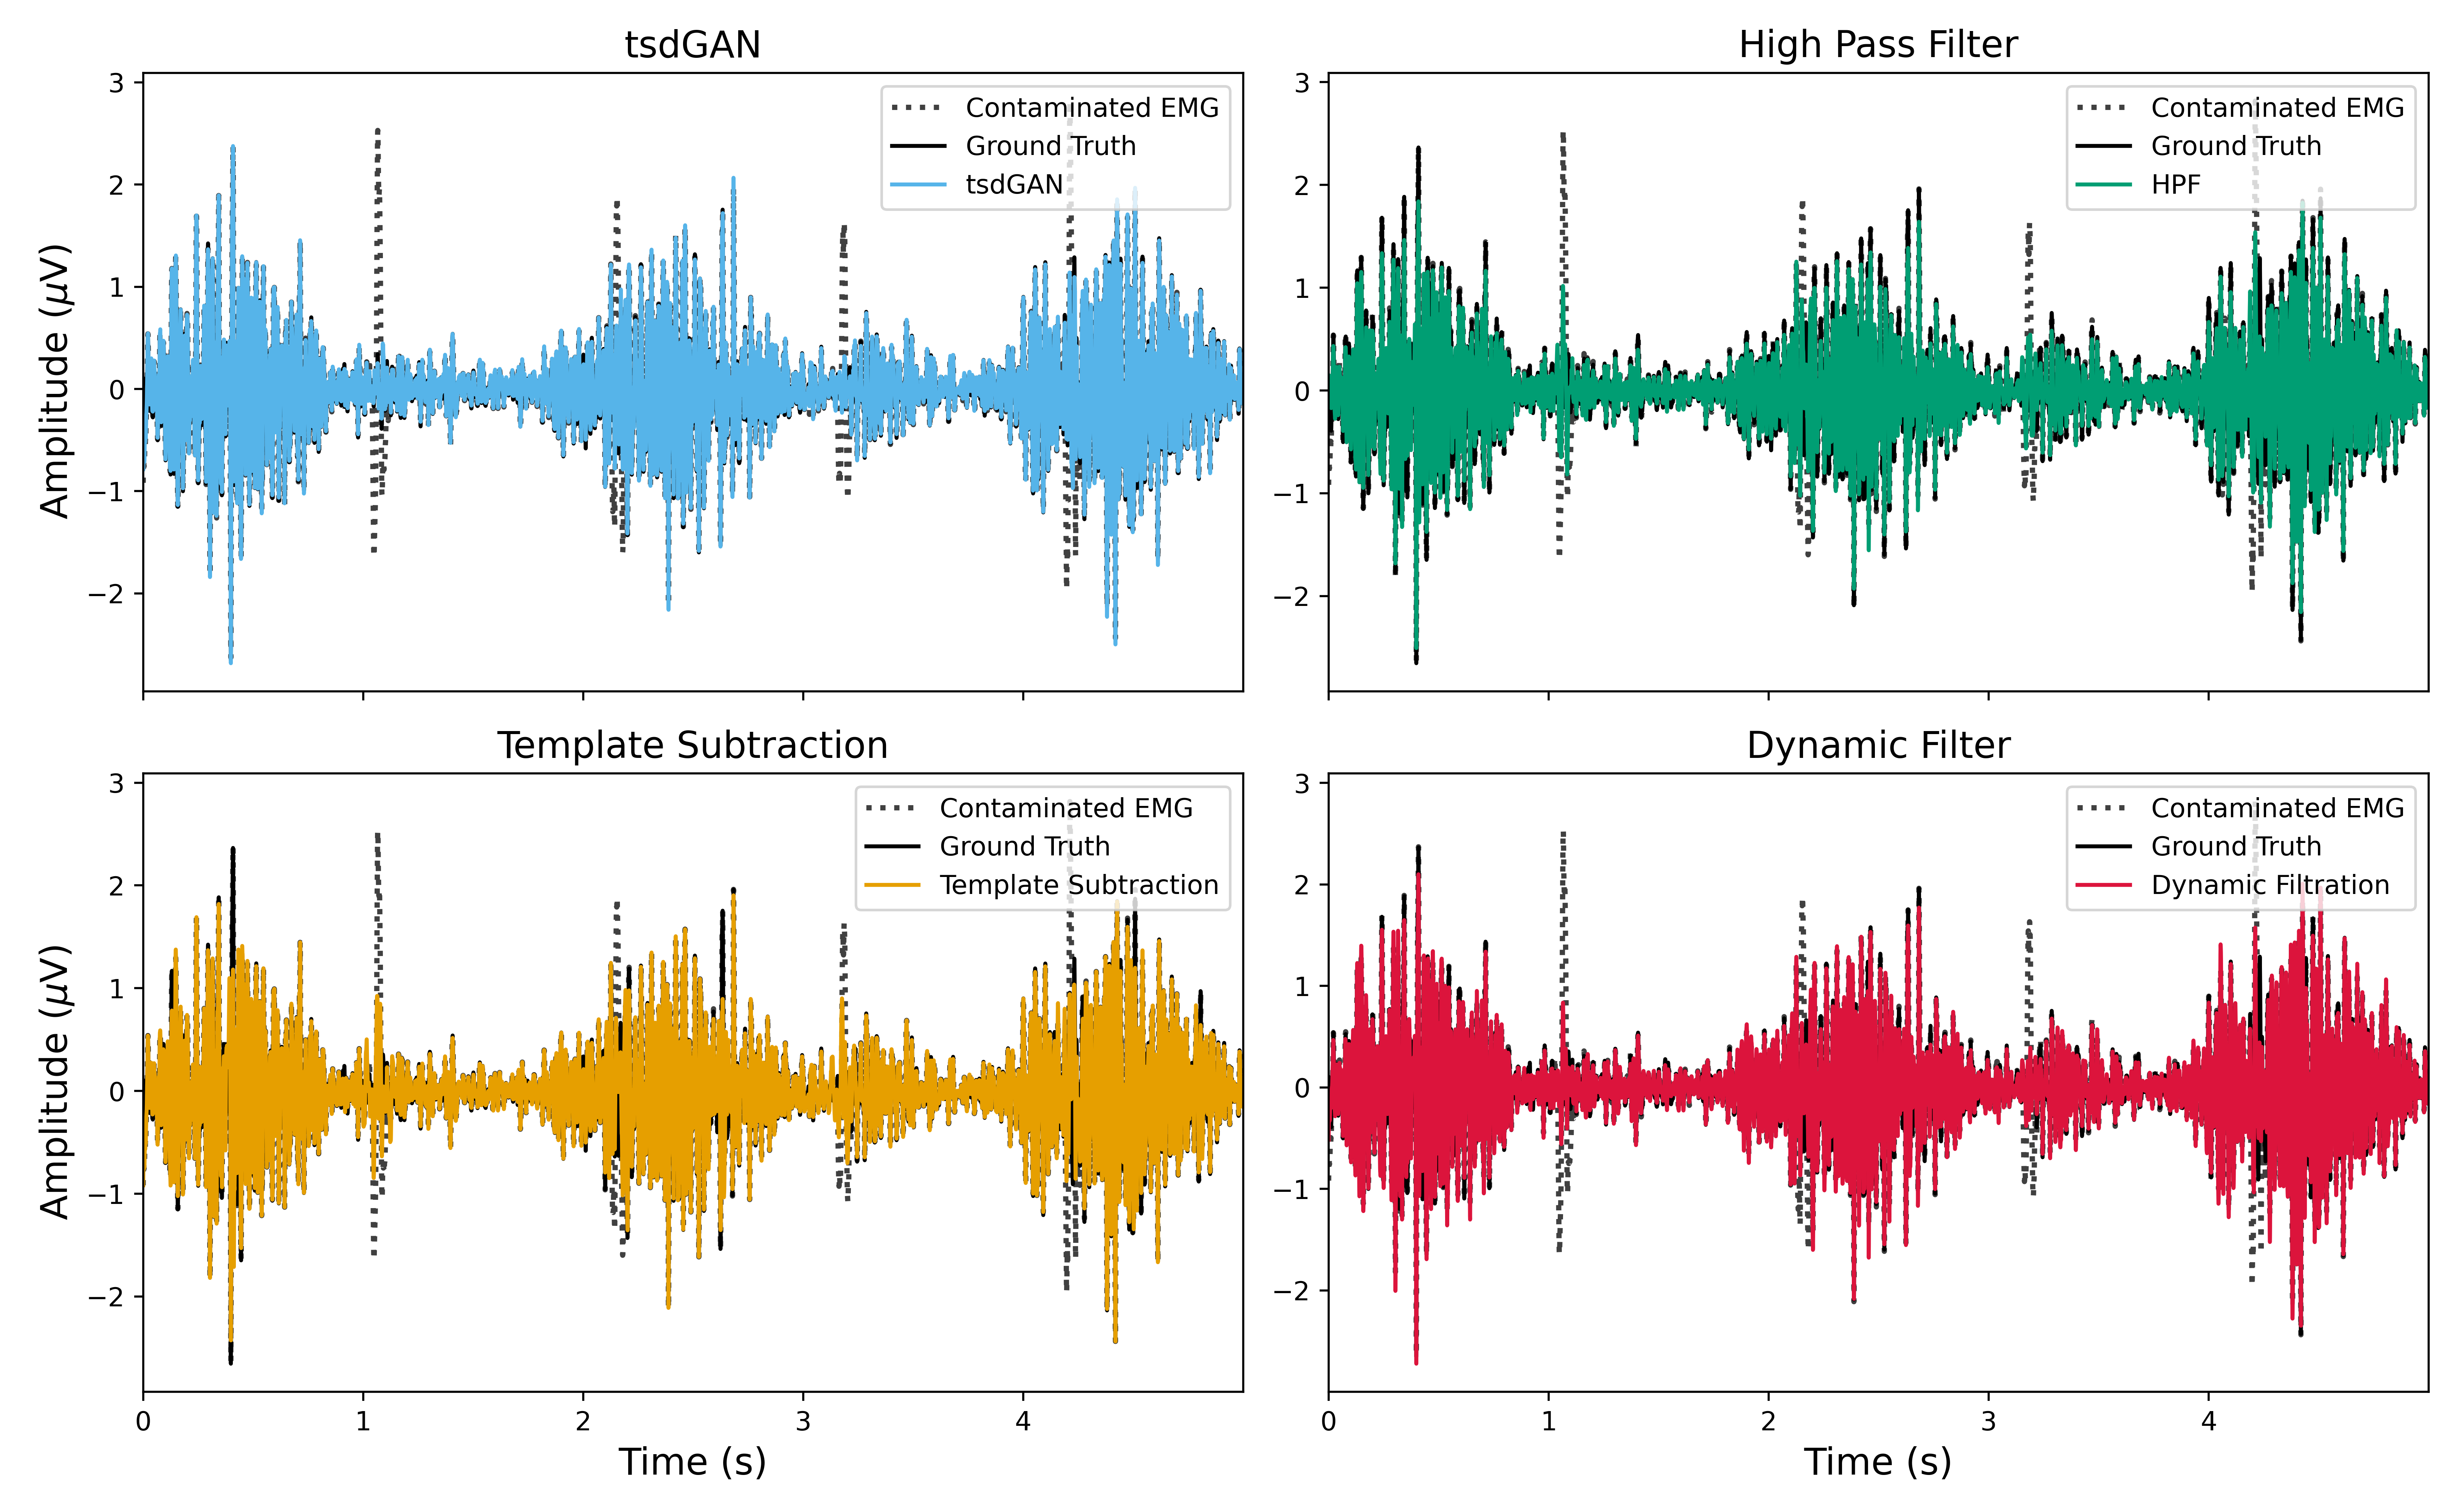 tsdGAN
High Pass Filter
3
2
1
0
−1
−2
Amplitude (μV)
Contaminated EMG
Ground Truth
tsdGAN
3
2
1
0
−1
−2
Contaminated EMG
Ground Truth
HPF
Template Subtraction
Dynamic Filter
3
2
1
0
−1
−2
Amplitude (μV)
Contaminated EMG
Ground Truth
Template Subtraction
0 1 2 3 4
Time (s)
3
2
1
0
−1
−2
Contaminated EMG
Ground Truth
Dynamic Filtration
0 1 2 3 4
Time (s)